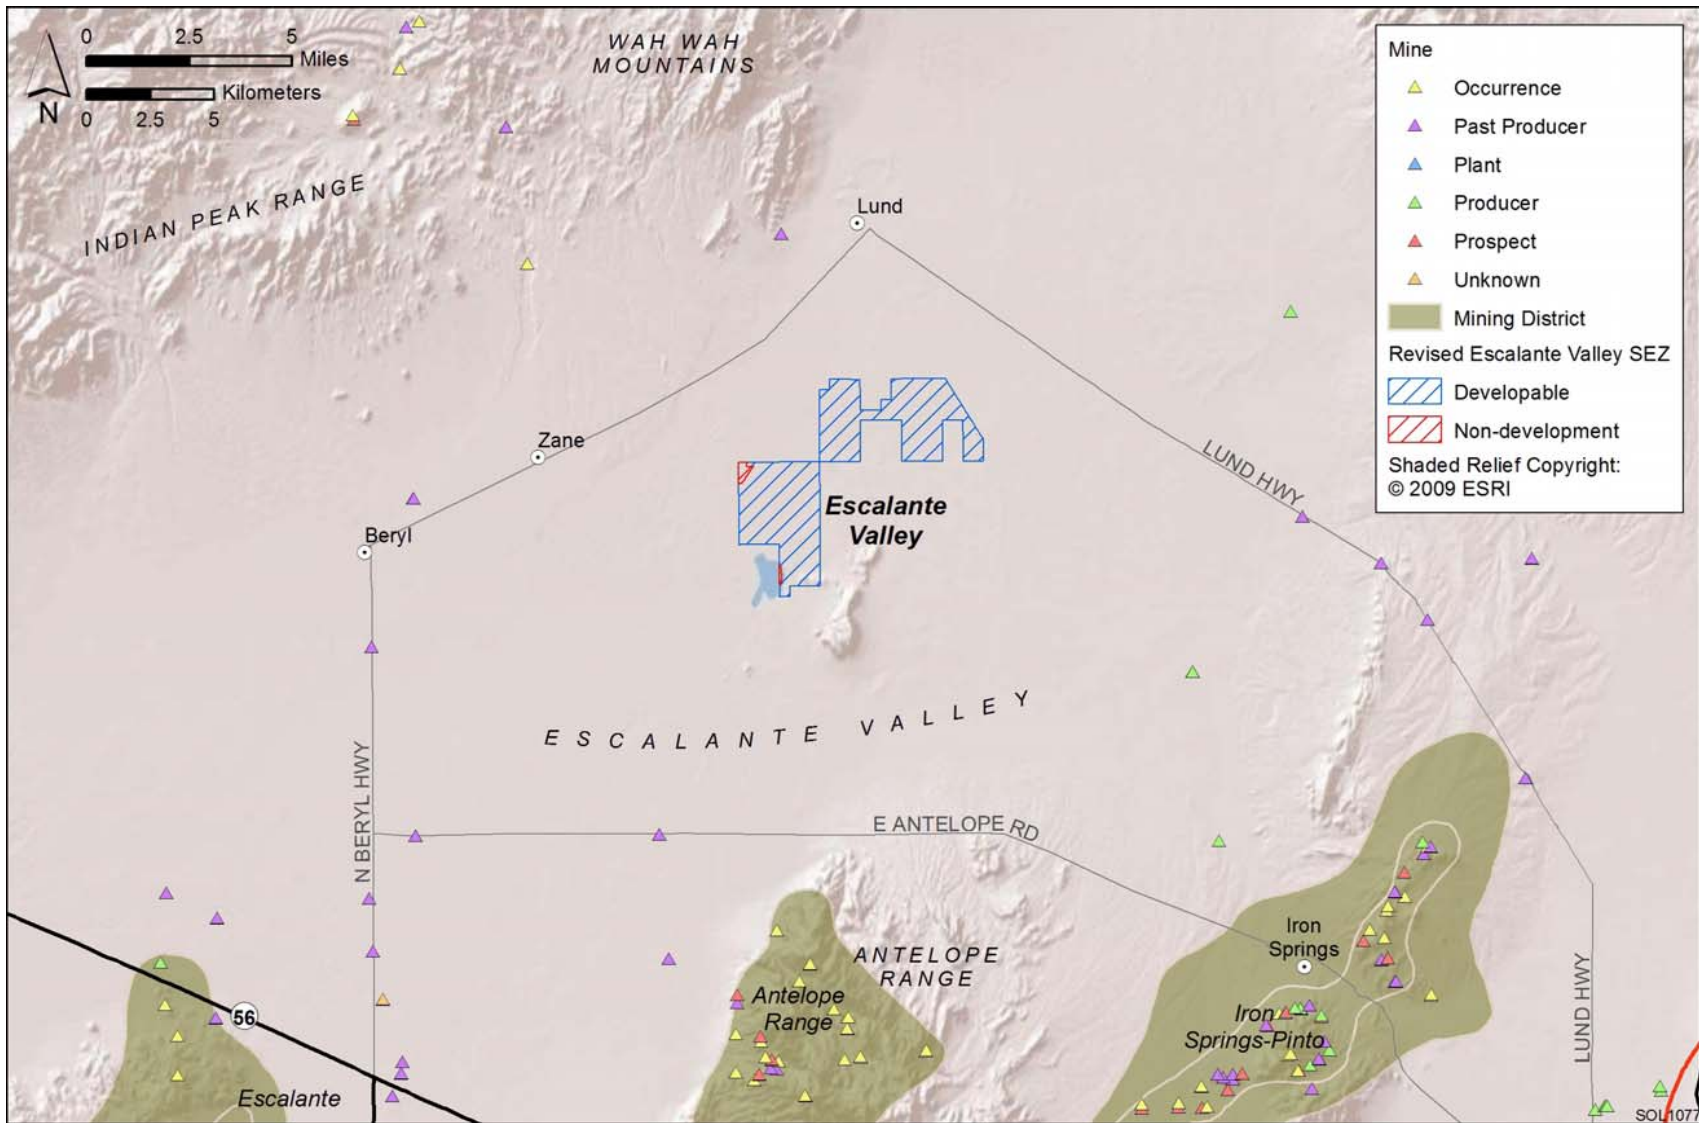 0 2.5 5
Miles
Kilometers
0 2.5 5
N
WAH WAH
MOUNTAINS
INDIAN PEAK RANGE
Lund
Zane
Beryl
Escalante
Valley
LUND HWY
ESCALANTE VALLEY
N BERYL HWY
E ANTELOPE RD
ANTELOPE
RANGE
Antelope
Range
Iron
Springs
Iron
Springs-Pinto
LUND HWY
56
Escalante
Mine
Occurrence
Past Producer
Plant
Producer
Prospect
Unknown
Mining District
Revised Escalante Valley SEZ
Developable
Non-development
Shaded Relief Copyright:
© 2009 ESRI
SOL1077